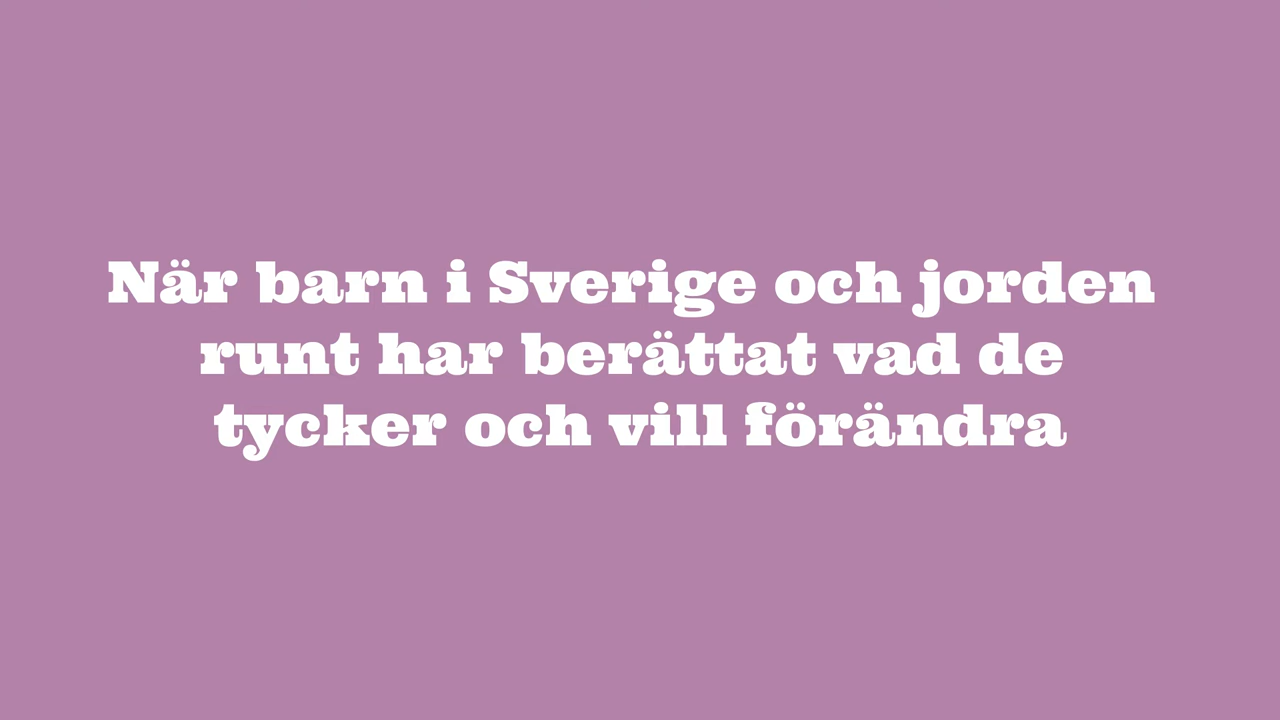 När barn i Sverige och jorden
runt har berättat vad de
tycker och vill förändra